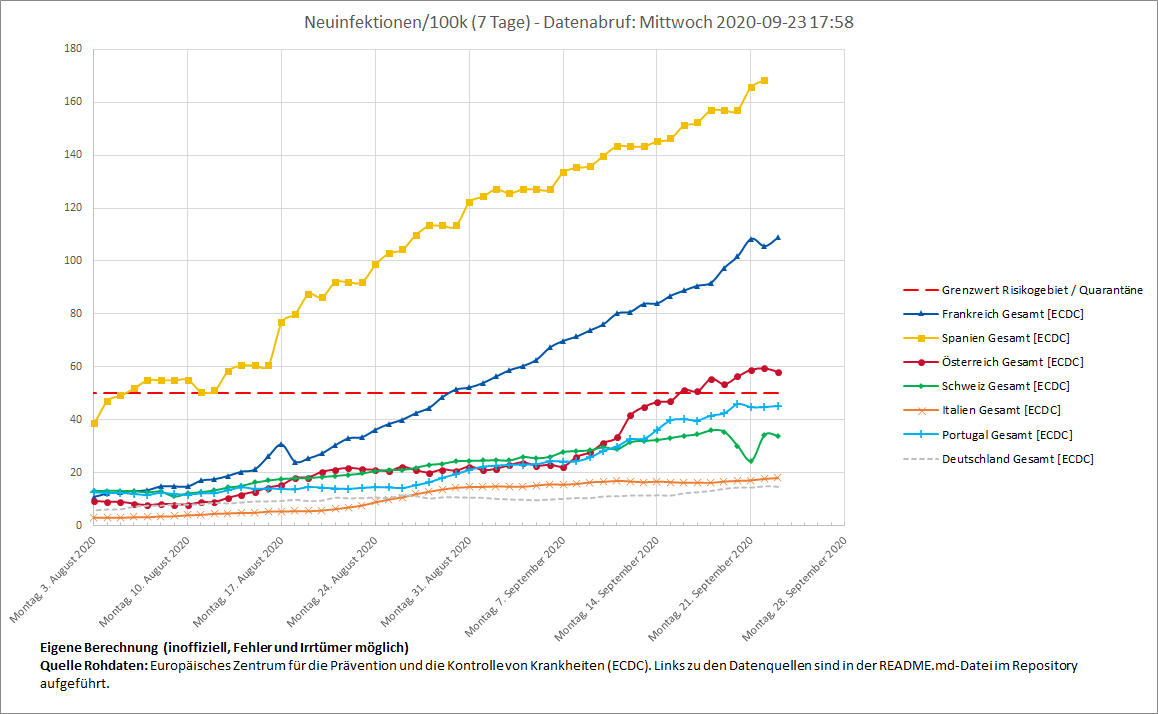 Neuinfektionen/100k (7 Tage) - Datenabruf: Mittwoch 2020-09-23 17:58
180
160
140
120
100
80
60
40
20
0
Montag, 3. August 2020
Montag, 10. August 2020
Montag, 17. August 2020
Montag, 24. August 2020
Montag, 31. August 2020
Montag, 7. September 2020
Montag, 14. September 2020
Montag, 21. September 2020
Montag, 28. September 2020
Grenzwert Risikogebiet / Quarantäne
Frankreich Gesamt [ECDC]
Spanien Gesamt [ECDC]
Österreich Gesamt [ECDC]
Schweiz Gesamt [ECDC]
Italien Gesamt [ECDC]
Portugal Gesamt [ECDC]
Deutschland Gesamt [ECDC]
Eigene Berechnung (inoffiziell, Fehler und Irrtümer möglich)
Quelle Rohdaten: Europäisches Zentrum für die Prävention und die Kontrolle von Krankheiten (ECDC). Links zu den Datenquellen sind in der README.md-Datei im Repository
aufgeführt.